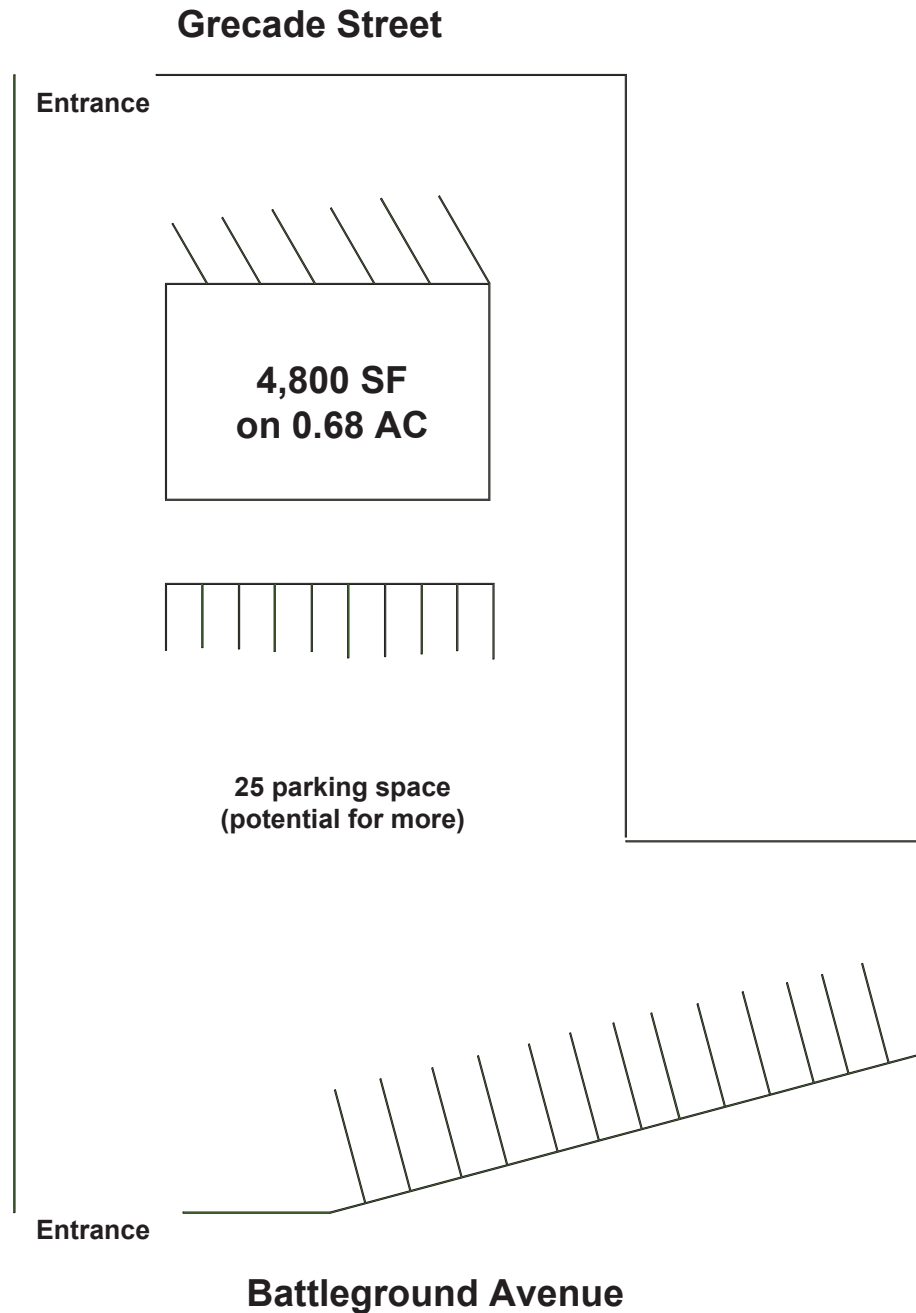 Grecade Street
Entrance
4,800 SF
on 0.68 AC
25 parking space
(potential for more)
Entrance
Battleground Avenue